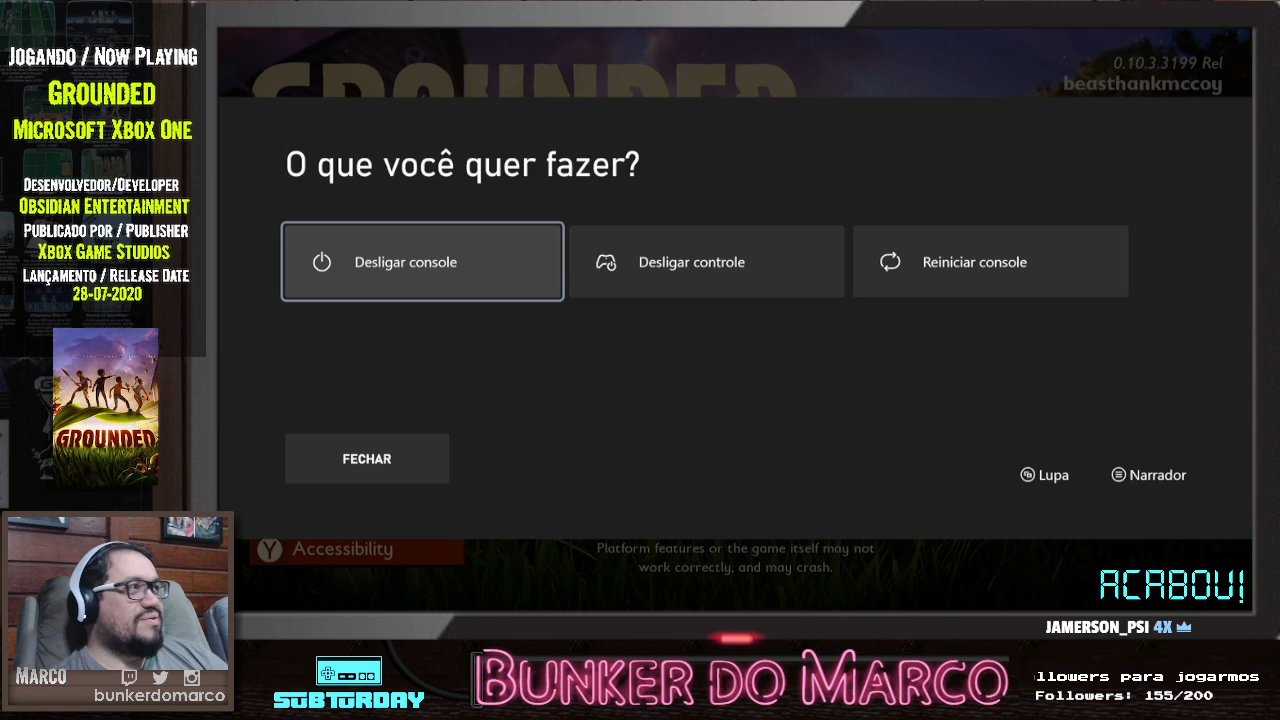 Jogando / Now Playing
Grounded
Microsoft Xbox One
Desenvolvedor/Developer
Obsidian Entertainment
Publicado por / Publisher
Xbox Game Studios
Lançamento / Release Date
28-07-2020
GROUNDED
GROUNDED
0.10.3.3199 Rel
beasthankmccoy
O que você quer fazer?
Desligar console
Desligar controle
Reiniciar console
FECHAR
Lupa
Narrador
Y Accessibility
Platform features or the game itself may not
work correctly, and may crash.
ACABOU!
JAMERSON_PSI 4X
Marco
bunkerdomarco
SUBTURDAY
Bunker do Marco
llowers para jogarmos
Followers: 155/200